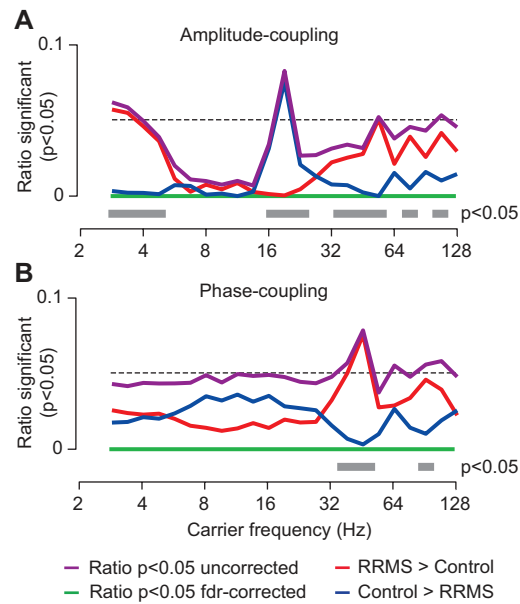 A
Amplitude-coupling
0.1
Ratio significant
(p<0.05)
0
p<0.05
2 4 8 16 32 64 128
B
Phase-coupling
0.1
Ratio significant
(p<0.05)
0
p<0.05
2 4 8 16 32 64 128
Carrier frequency (Hz)
Ratio p<0.05 uncorrected
RRMS > Control
Ratio p<0.05 fdr-corrected
Control > RRMS